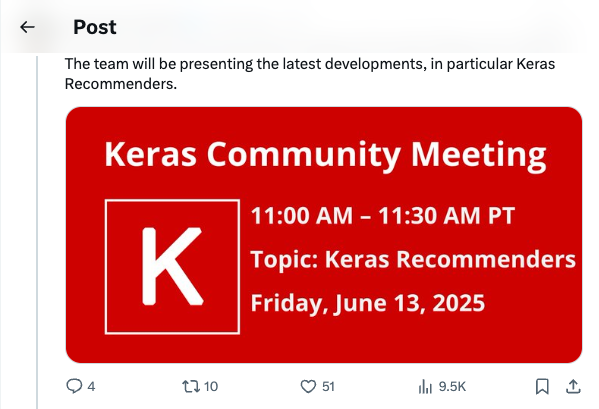 Post
The team will be presenting the latest developments, in particular Keras
Recommenders.
Keras Community Meeting
K
11:00 AM – 11:30 AM PT
Topic: Keras Recommenders
Friday, June 13, 2025
4
10
51
9.5K